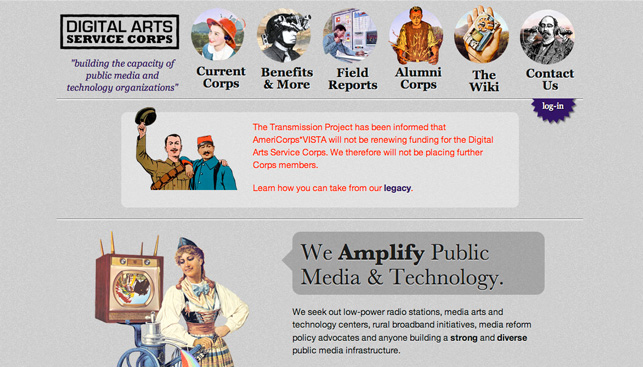 DIGITAL ARTS
SERVICE CORPS
"building the capacity of
public media and
technology organizations"
Current
Corps
Benefits
& More
Field
Reports
Alumni
Corps
The
Wiki
Contact
Us
log-in
The Transmission Project has been informed that
AmeriCorps*VISTA will not be renewing funding for the Digital
Arts Service Corps. We therefore will not be placing further
Corps members.
Learn how you can take from our legacy.
We Amplify Public
Media & Technology.
We seek out low-power radio stations, media arts and
technology centers, rural broadband initiatives, media reform
policy advocates and anyone building a strong and diverse
public media infrastructure.